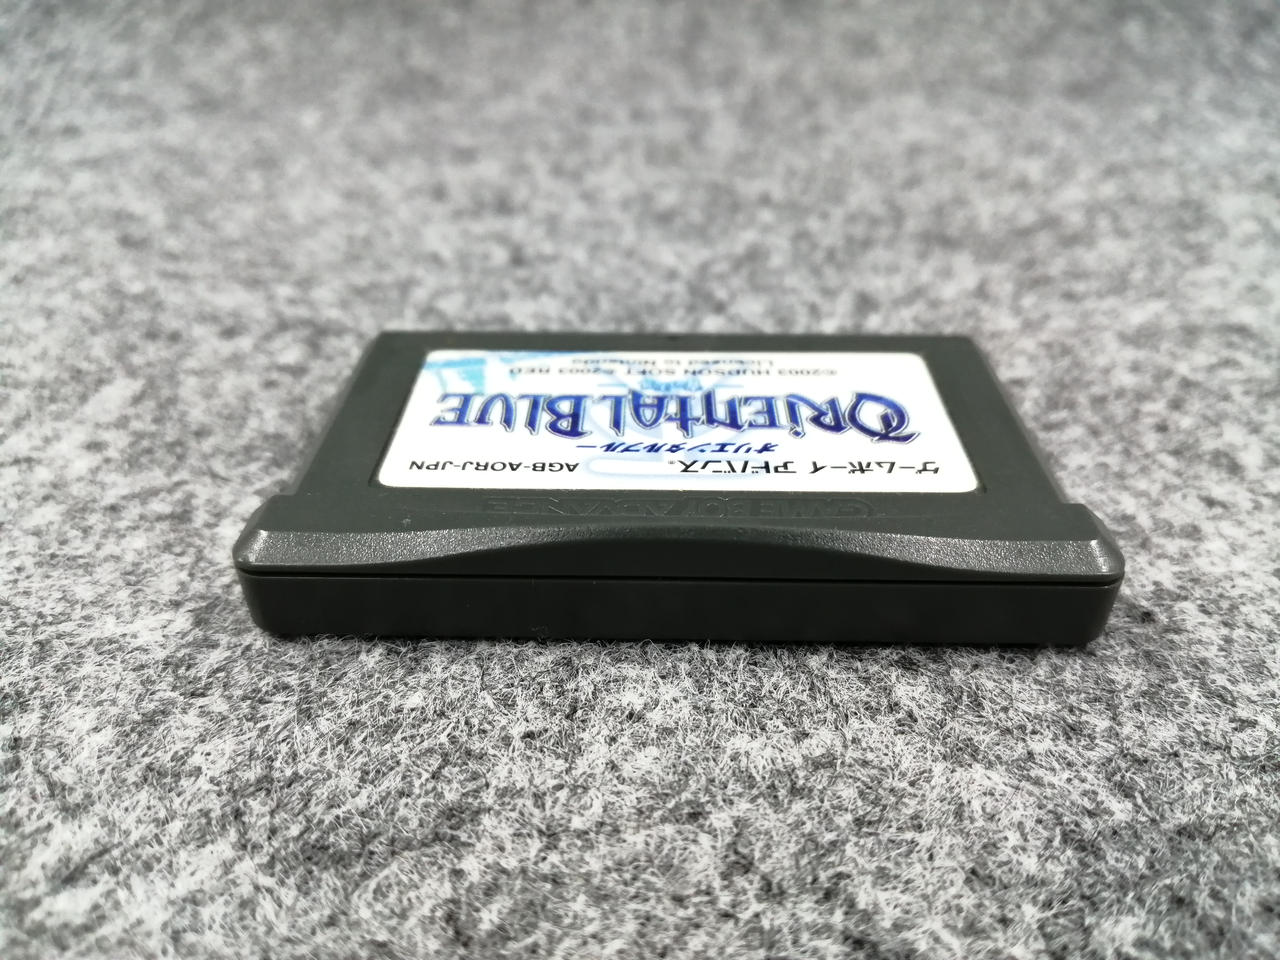 GAME BOY ADVANCE
ゲームボーイアドバンス® AGB-AORJ-JPN
オリエンタルブルー
ORiENTAL BLUE
©2003 HUDSON SOFT ©2003 RED
Licensed to Nintendo